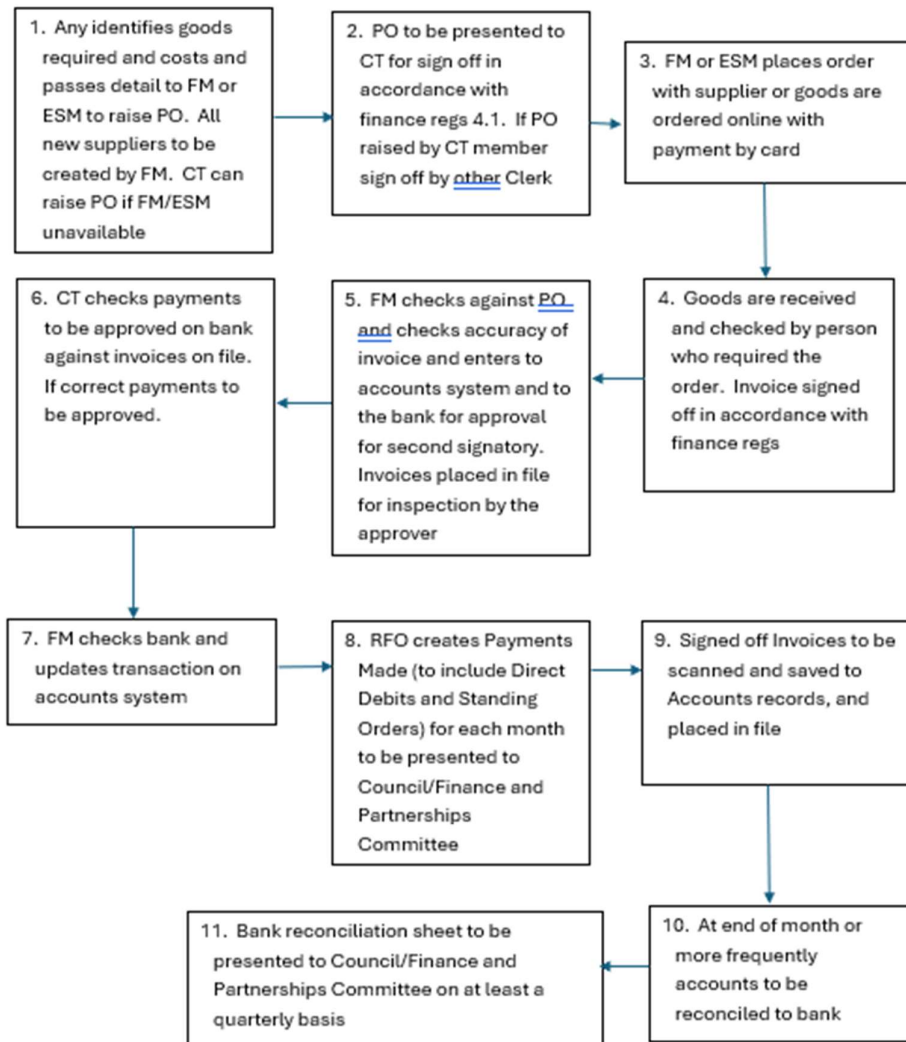 1. Any identifies goods
required and costs and
passes detail to FM or
ESM to raise PO. All
new suppliers to be
created by FM. CT can
raise PO if FM/ESM
unavailable
2. PO to be presented to
CT for sign off in
accordance with
finance regs 4.1. If PO
raised by CT member
sign off by other Clerk
3. FM or ESM places order
with supplier or goods are
ordered online with
payment by card
4. Goods are received
and checked by person
who required the
order. Invoice signed
off in accordance with
finance regs
5. FM checks against PO
and checks accuracy of
invoice and enters to
accounts system and to
the bank for approval
for second signatory.
Invoices placed in file
for inspection by the
approver
6. CT checks payments
to be approved on bank
against invoices on file.
If correct payments to
be approved.
7. FM checks bank and
updates transaction on
accounts system
8. RFO creates Payments
Made (to include Direct
Debits and Standing
Orders) for each month
to be presented to
Council/Finance and
Partnerships
Committee
9. Signed off Invoices to be
scanned and saved to
Accounts records, and
placed in file
10. At end of month or
more frequently
accounts to be
reconciled to bank
11. Bank reconciliation sheet to be
presented to Council/Finance and
Partnerships Committee on at least a
quarterly basis